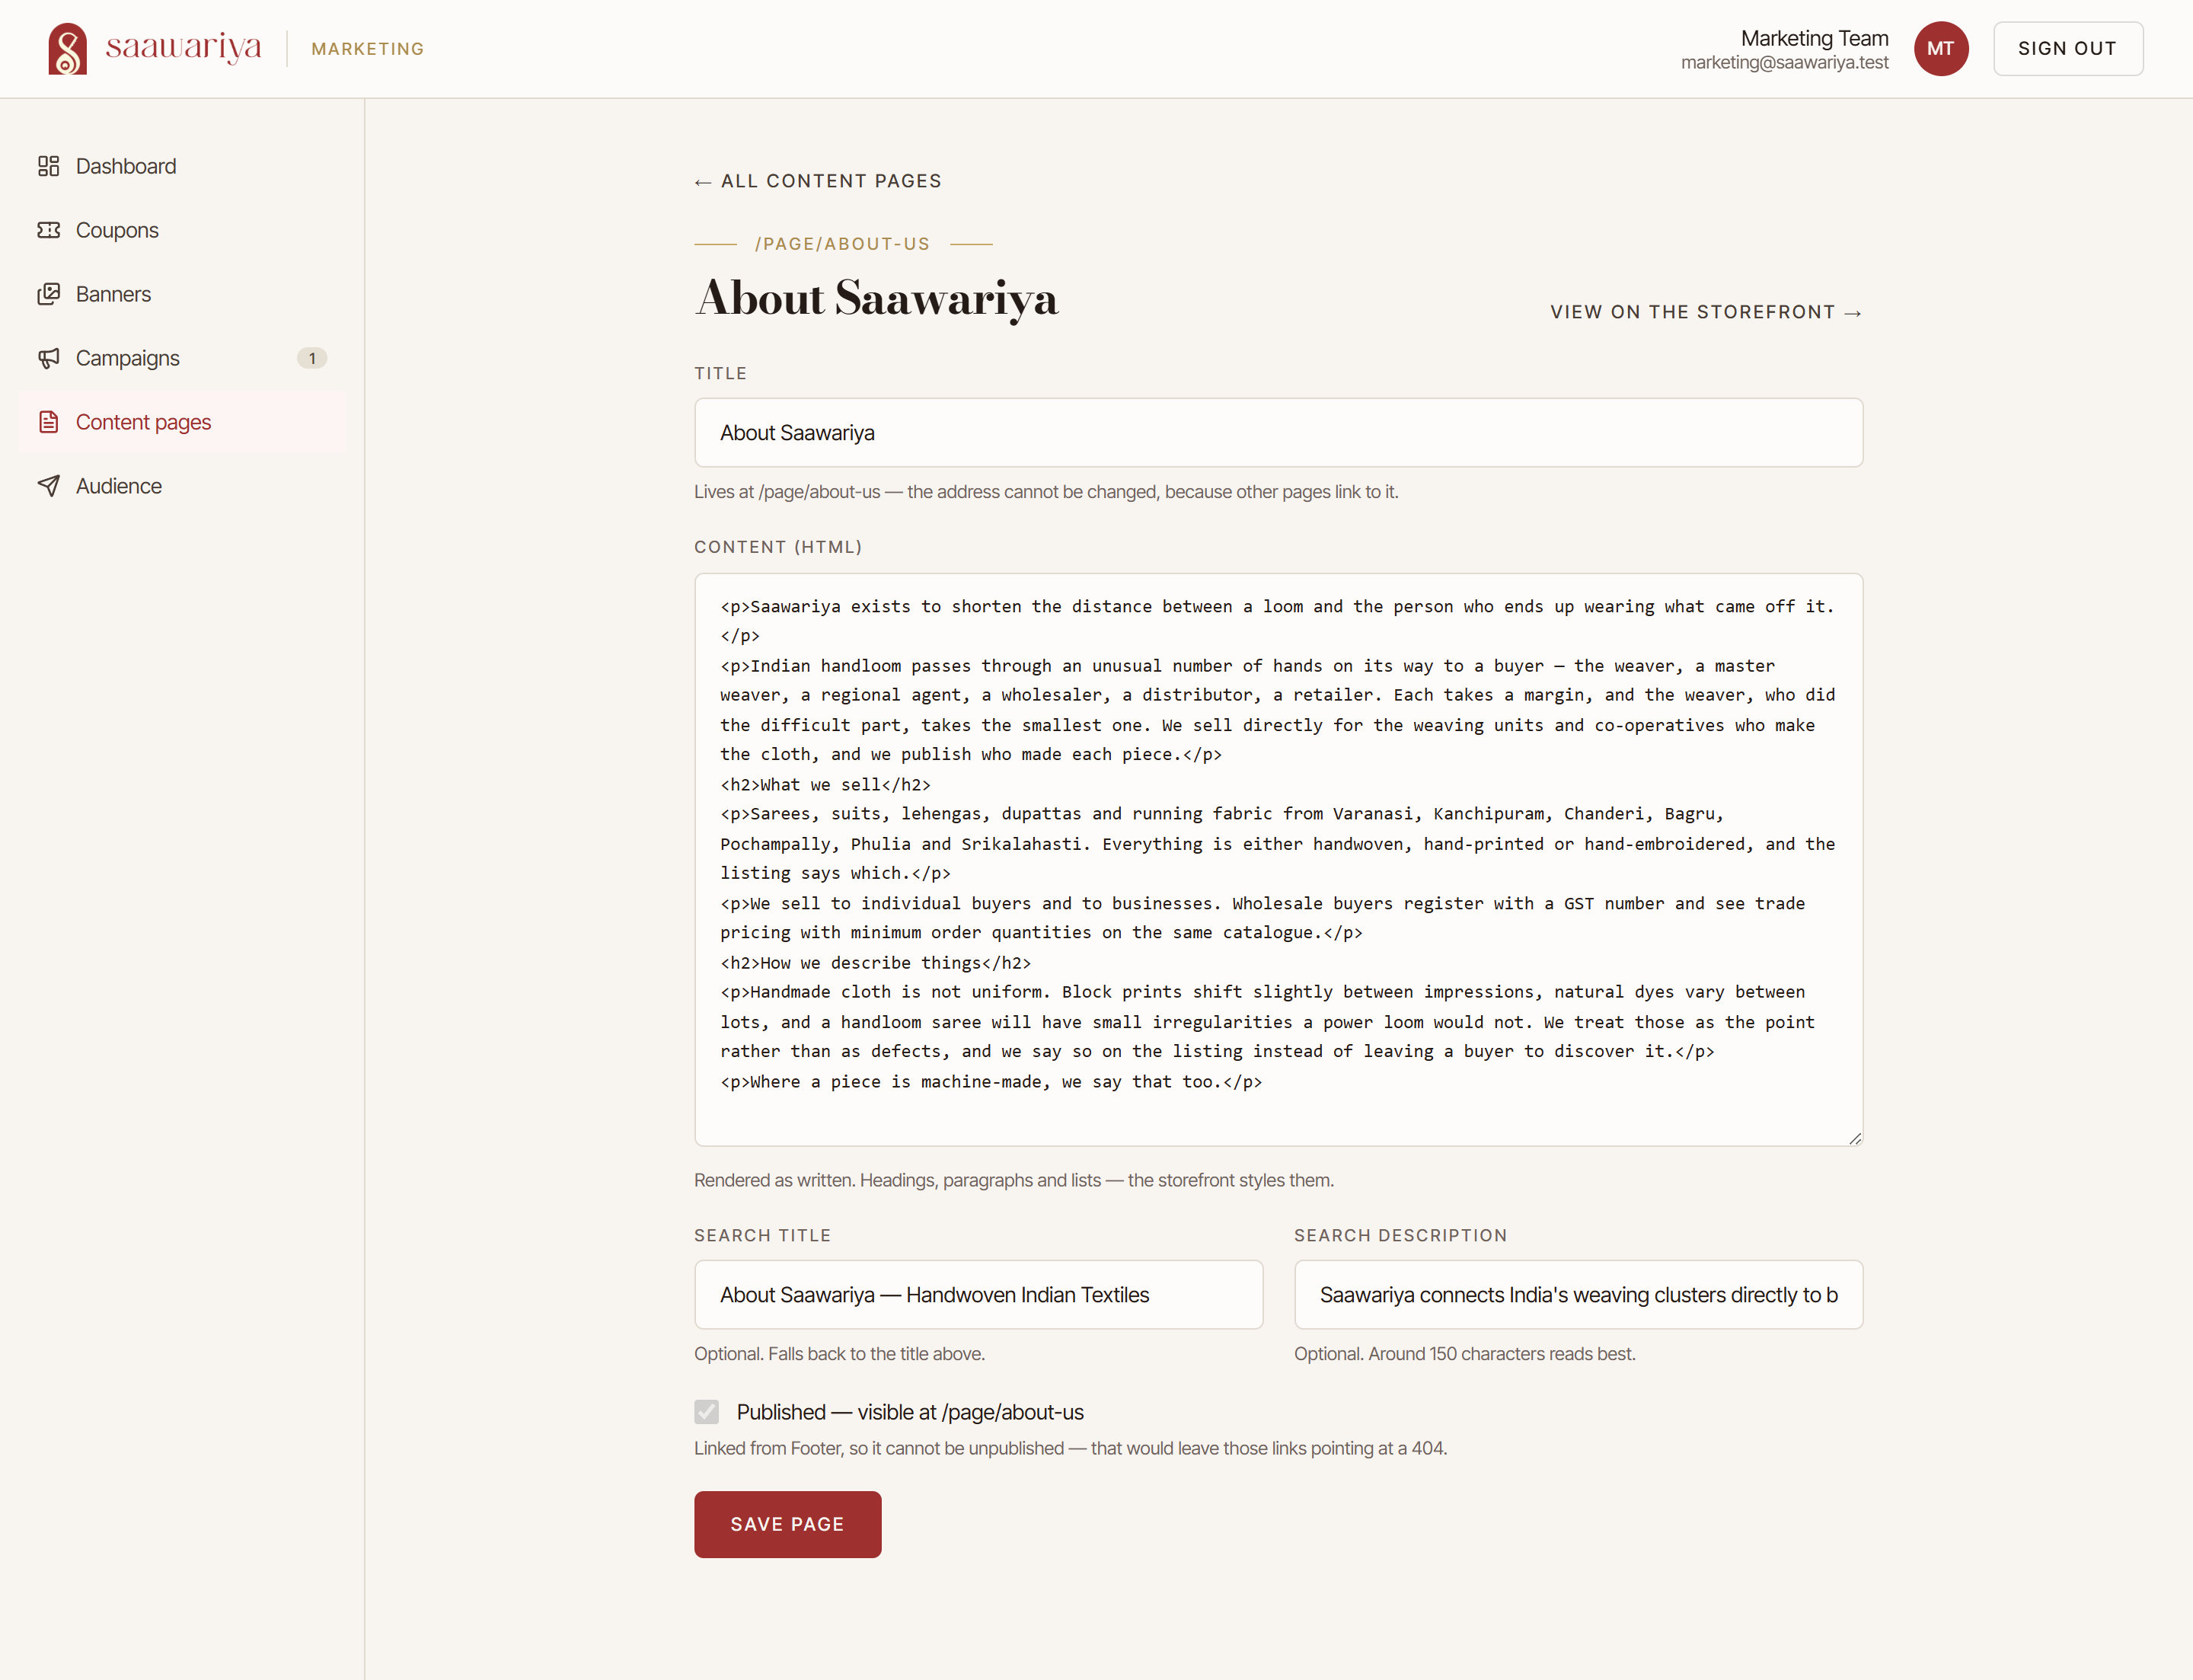 saawariya
MARKETING
Marketing Team
marketing@saawariya.test
MT
SIGN OUT
Dashboard
Coupons
Banners
Campaigns
1
Content pages
Audience
← ALL CONTENT PAGES
/PAGE/ABOUT-US
About Saawariya
VIEW ON THE STOREFRONT →
TITLE
About Saawariya
Lives at /page/about-us — the address cannot be changed, because other pages link to it.
CONTENT (HTML)
<p>Saawariya exists to shorten the distance between a loom and the person who ends up wearing what came off it.
</p>
<p>Indian handloom passes through an unusual number of hands on its way to a buyer — the weaver, a master
weaver, a regional agent, a wholesaler, a distributor, a retailer. Each takes a margin, and the weaver, who did
the difficult part, takes the smallest one. We sell directly for the weaving units and co-operatives who make
the cloth, and we publish who made each piece.</p>
<h2>What we sell</h2>
<p>Sarees, suits, lehengas, dupattas and running fabric from Varanasi, Kanchipuram, Chanderi, Bagru,
Pochampally, Phulia and Srikalahasti. Everything is either handwoven, hand-printed or hand-embroidered, and the
listing says which.</p>
<p>We sell to individual buyers and to businesses. Wholesale buyers register with a GST number and see trade
pricing with minimum order quantities on the same catalogue.</p>
<h2>How we describe things</h2>
<p>Handmade cloth is not uniform. Block prints shift slightly between impressions, natural dyes vary between
lots, and a handloom saree will have small irregularities a power loom would not. We treat those as the point
rather than as defects, and we say so on the listing instead of leaving a buyer to discover it.</p>
<p>Where a piece is machine-made, we say that too.</p>
Rendered as written. Headings, paragraphs and lists — the storefront styles them.
SEARCH TITLE
SEARCH DESCRIPTION
About Saawariya — Handwoven Indian Textiles
Saawariya connects India's weaving clusters directly to b
Optional. Falls back to the title above.
Optional. Around 150 characters reads best.
Published — visible at /page/about-us
Linked from Footer, so it cannot be unpublished — that would leave those links pointing at a 404.
SAVE PAGE